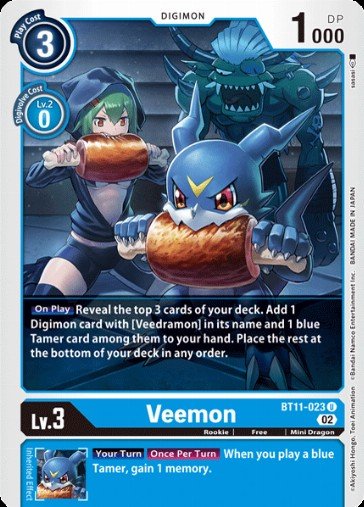 Play Cost
3
DIGIMON
DP
1000
Digivolve Cost
Lv.2
0
sasasi
©Akiyoshi Hongo, Toei Animation ©Bandai Namco Entertainment Inc. BANDAI MADE IN JAPAN
On Play Reveal the top 3 cards of your deck. Add 1
Digimon card with [Veedramon] in its name and 1 blue
Tamer card among them to your hand. Place the rest
at the bottom of your deck in any order.
Lv.3
Veemon
BT11-023 U
02
Rookie | Free | Mini Dragon
Inherited Effect
Your Turn Once Per Turn When you play a blue
Tamer, gain 1 memory.